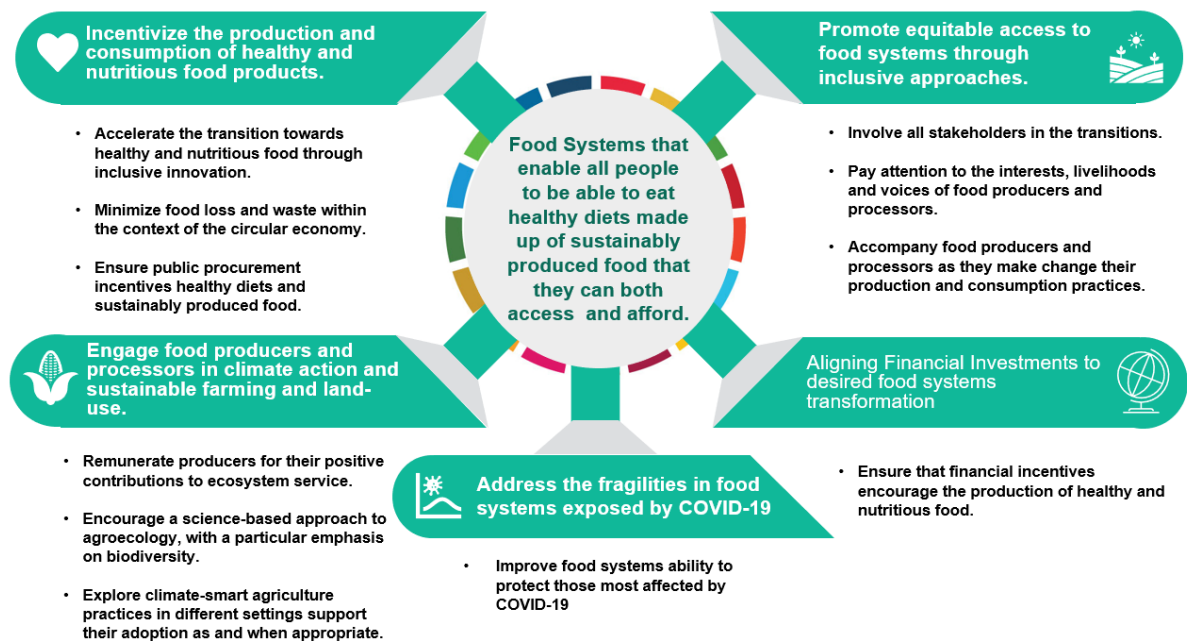 Incentivize the production and
consumption of healthy and
nutritious food products.
• Accelerate the transition towards
healthy and nutritious food through
inclusive innovation.
• Minimize food loss and waste within
the context of the circular economy.
• Ensure public procurement
incentives healthy diets and
sustainably produced food.
Promote equitable access to
food systems through
inclusive approaches.
• Involve all stakeholders in the transitions.
• Pay attention to the interests, livelihoods
and voices of food producers and
processors.
• Accompany food producers and
processors as they make change their
production and consumption practices.
Food Systems that
enable all people
to be able to eat
healthy diets made
up of sustainably
produced food that
they can both
access and afford.
Engage food producers and
processors in climate action and
sustainable farming and land-
use.
• Remunerate producers for their positive
contributions to ecosystem service.
• Encourage a science-based approach to
agroecology, with a particular emphasis
on biodiversity.
• Explore climate-smart agriculture
practices in different settings support
their adoption as and when appropriate.
Address the fragilities in food
systems exposed by COVID-19
• Improve food systems ability to
protect those most affected by
COVID-19
Aligning Financial Investments to
desired food systems
transformation
• Ensure that financial incentives
encourage the production of healthy and
nutritious food.